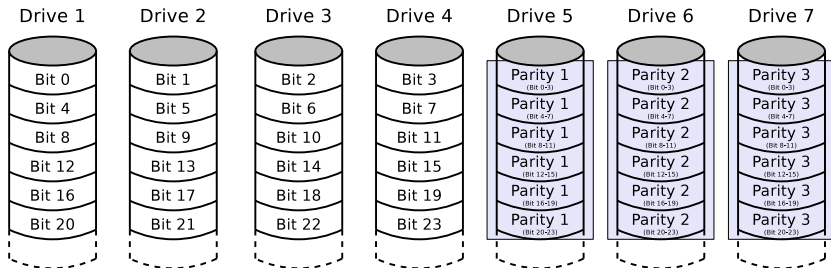 Drive 1 Drive 2 Drive 3 Drive 4 Drive 5 Drive 6 Drive 7
Bit 0 Bit 1 Bit 2 Bit 3 Parity 1 Parity 2 Parity 3
(Bit 0-3) (Bit 0-3) (Bit 0-3)
Bit 4 Bit 5 Bit 6 Bit 7 Parity 1 Parity 2 Parity 3
(Bit 4-7) (Bit 4-7) (Bit 4-7)
Bit 8 Bit 9 Bit 10 Bit 11 Parity 1 Parity 2 Parity 3
(Bit 8-11) (Bit 8-11) (Bit 8-11)
Bit 12 Bit 13 Bit 14 Bit 15 Parity 1 Parity 2 Parity 3
(Bit 12-15) (Bit 12-15) (Bit 12-15)
Bit 16 Bit 17 Bit 18 Bit 19 Parity 1 Parity 2 Parity 3
(Bit 16-19) (Bit 16-19) (Bit 16-19)
Bit 20 Bit 21 Bit 22 Bit 23 Parity 1 Parity 2 Parity 3
(Bit 20-23) (Bit 20-23) (Bit 20-23)